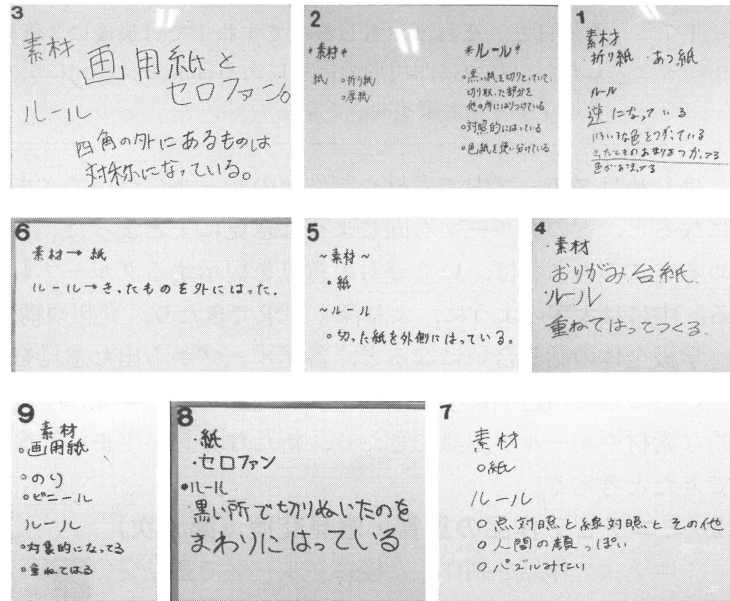 1
素材
・折り紙 ・あつ紙
ルール
逆になっている
いろいろな色をつかっている
2
*素材*
紙 ○折り紙
○厚紙
*ルール*
○黒い紙を切りとっていて、
切り取った部分を
他の所にはりつけている
○対照的にはっている
○色紙を使い分けている
3
素材 画用紙と
セロファン。
ルール
四角の外にあるものは
対称になっている。
4
・素材
おりがみ 台紙
・ルール
重ねてはってつくる
5
~素材~
・紙
~ルール
○切った紙を外側にはっている。
6
素材→紙
ルール→きったものを外にはった。
7
素材
○紙
ルール
○点対照と線対照とその他
○人間の顔っぽい
○パズルみたい
8
・紙
・セロファン
●ルール
黒い所で切りぬいたのを
まわりにはっている
9
素材
○画用紙
○のり
○ビニール
ルール
○対象的になってる
○重ねてはる